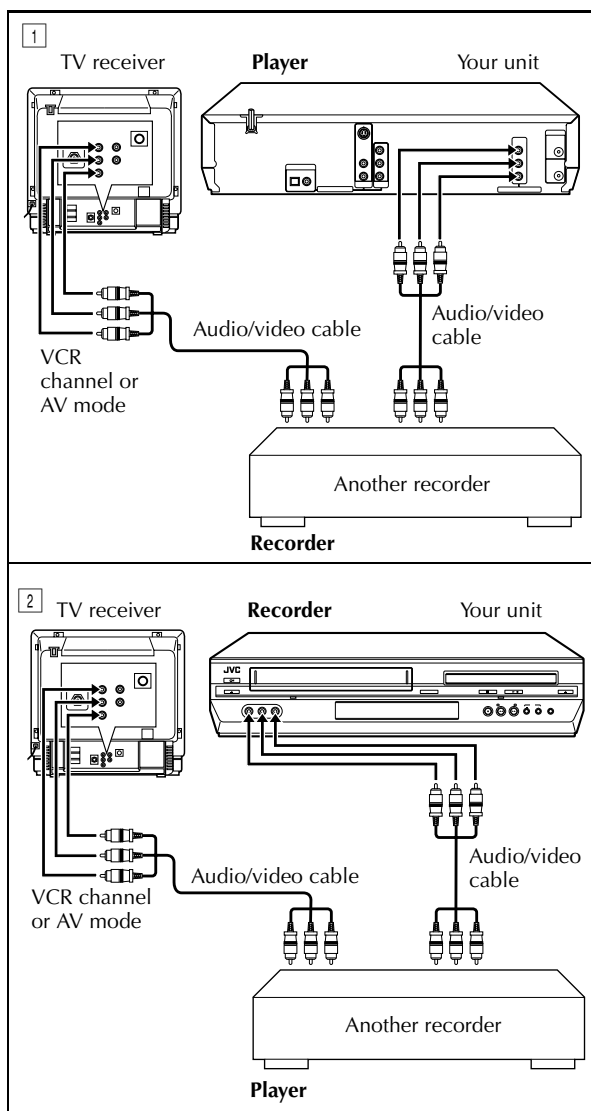 1
TV receiver
Player
Your unit
Audio/video cable
Audio/video
cable
VCR
channel or
AV mode
Another recorder
Recorder
2
TV receiver
Recorder
Your unit
JVC
Audio/video cable
Audio/video
cable
VCR channel
or AV mode
Another recorder
Player